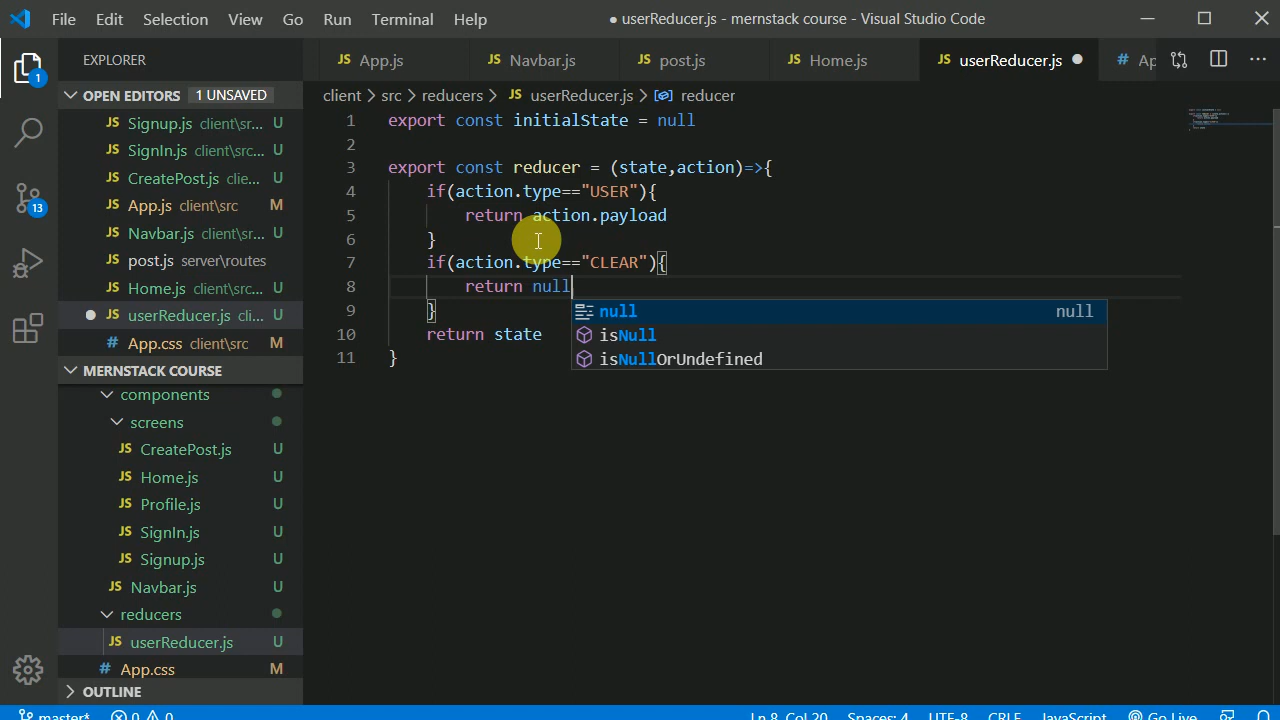 File Edit Selection View Go Run Terminal Help
● userReducer.js - mernstack course - Visual Studio Code
EXPLORER
JS App.js
JS Navbar.js
JS post.js
JS Home.js
JS userReducer.js ●
# Ap
1
OPEN EDITORS 1 UNSAVED
client > src > reducers > JS userReducer.js > reducer
JS Signup.js client\sr... U
JS SignIn.js client\src... U
JS CreatePost.js clie... U
JS App.js client\src M
JS Navbar.js client\sr... U
JS post.js server\routes
JS Home.js client\src... U
● JS userReducer.js cli... U
# App.css client\src M
13
MERNSTACK COURSE
components
screens
JS CreatePost.js U
JS Home.js U
JS Profile.js U
JS SignIn.js U
JS Signup.js U
JS Navbar.js U
reducers
JS userReducer.js U
# App.css M
OUTLINE
1 export const initialState = null
2
3 export const reducer = (state,action)=>{
4 if(action.type=="USER"){
5 return action.payload
6 }
7 if(action.type=="CLEAR"){
8 return null
9 }
10 return state
11 }
null null
isNull
isNullOrUndefined
master* 0 0
Ln 8, Col 20 Spaces: 4 UTF-8 CRLF JavaScript Go Live